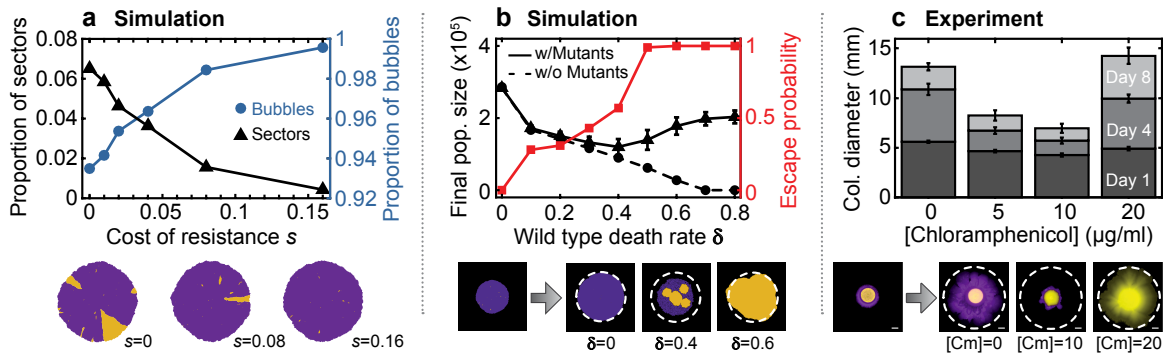 a Simulation
Proportion of sectors
0.08
0.06
0.04
0.02
0
1
0.98
0.96
0.94
0.92
Proportion of bubbles
Bubbles
Sectors
0 0.05 0.1 0.15
Cost of resistance s
s=0
s=0.08
s=0.16
b Simulation
Final pop. size (x10⁵)
4
2
0
w/Mutants
w/o Mutants
1
0.5
0
Escape probability
0 0.2 0.4 0.6 0.8
Wild type death rate δ
δ=0 δ=0.4 δ=0.6
c Experiment
Col. diameter (mm)
15
10
5
0
Day 8
Day 4
Day 1
0 5 10 20
[Chloramphenicol] (µg/ml)
[Cm]=0 [Cm]=10 [Cm]=20